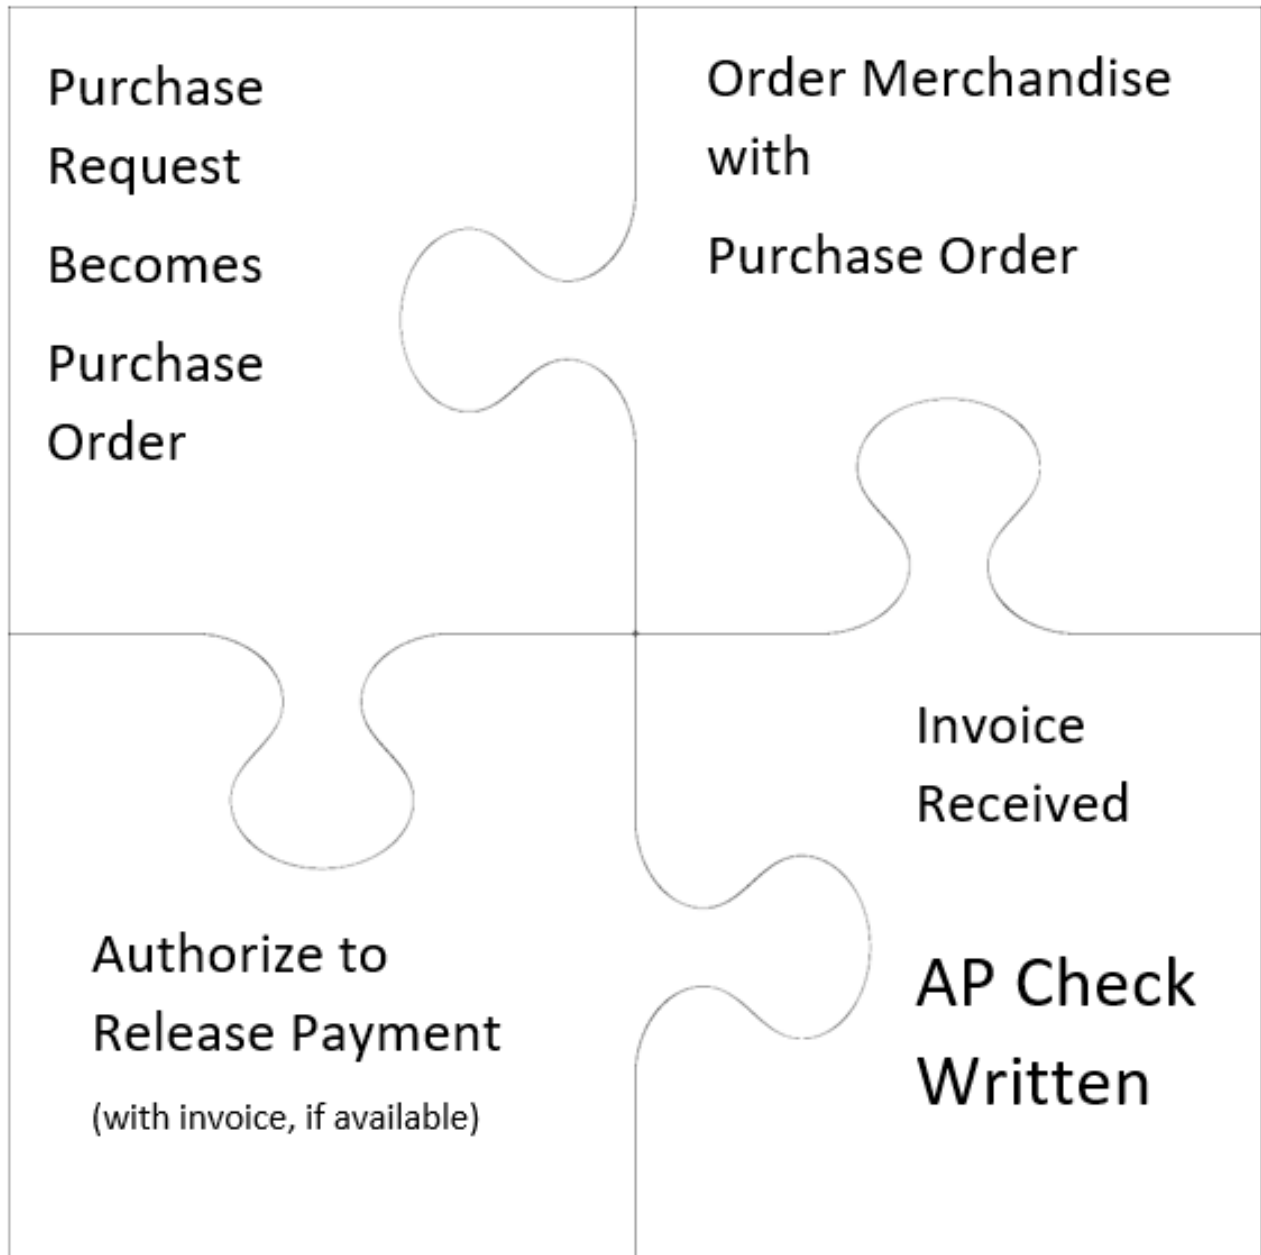 Purchase
Request
Becomes
Purchase
Order
Order Merchandise
with
Purchase Order
Authorize to
Release Payment
(with invoice, if available)
Invoice
Received
AP Check
Written